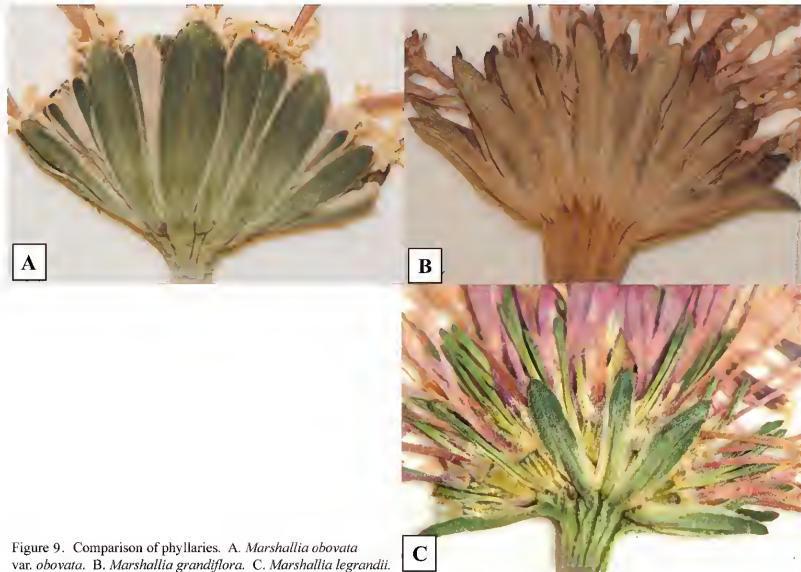 A
B
C
Figure 9. Comparison of phyllaries. A. Marshallia obovata
var. obovata. B. Marshallia grandiflora. C. Marshallia legrandii.